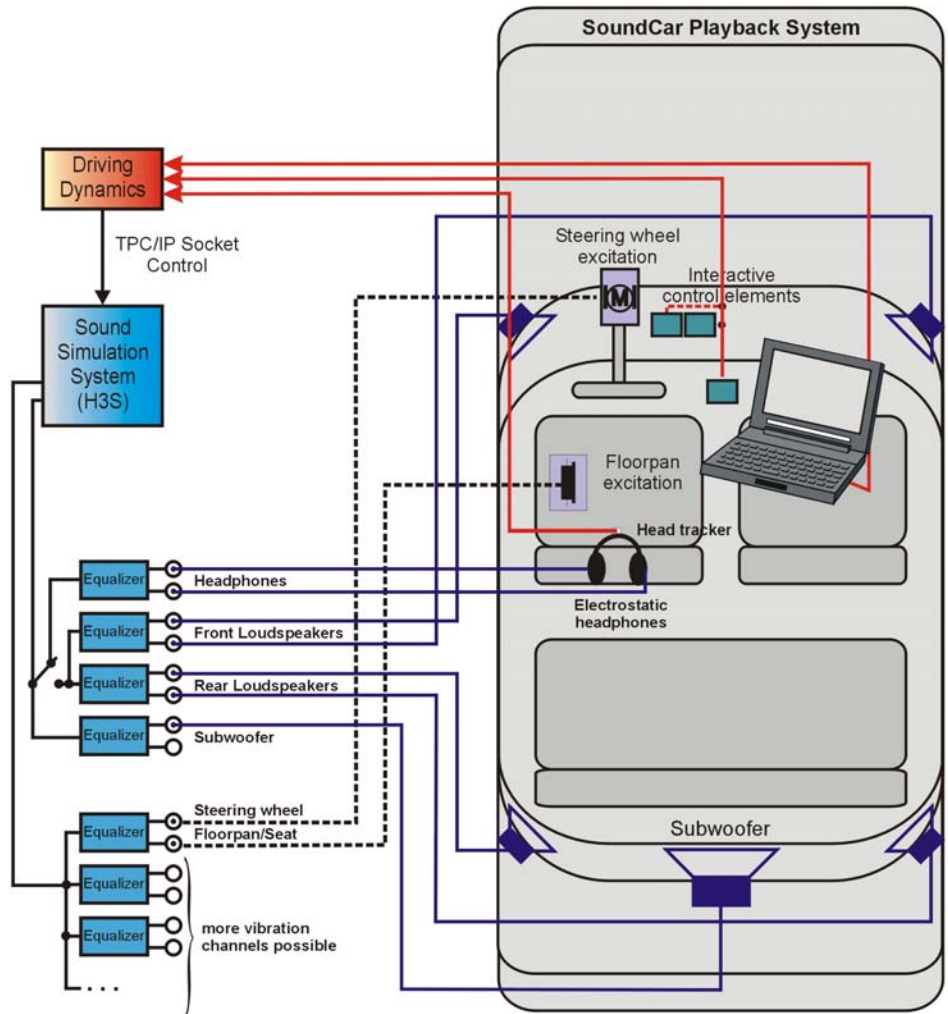 SoundCar Playback System
Driving
Dynamics
TPC/IP Socket
Control
Steering wheel
excitation
Interactive
control elements
M
Sound
Simulation
System
(H3S)
Floorpan
excitation
Head tracker
Equalizer
Headphones
Electrostatic
headphones
Equalizer
Front Loudspeakers
Equalizer
Rear Loudspeakers
Equalizer
Subwoofer
Steering wheel
Equalizer
Floorpan/Seat
Subwoofer
Equalizer
Equalizer
more vibration
channels possible